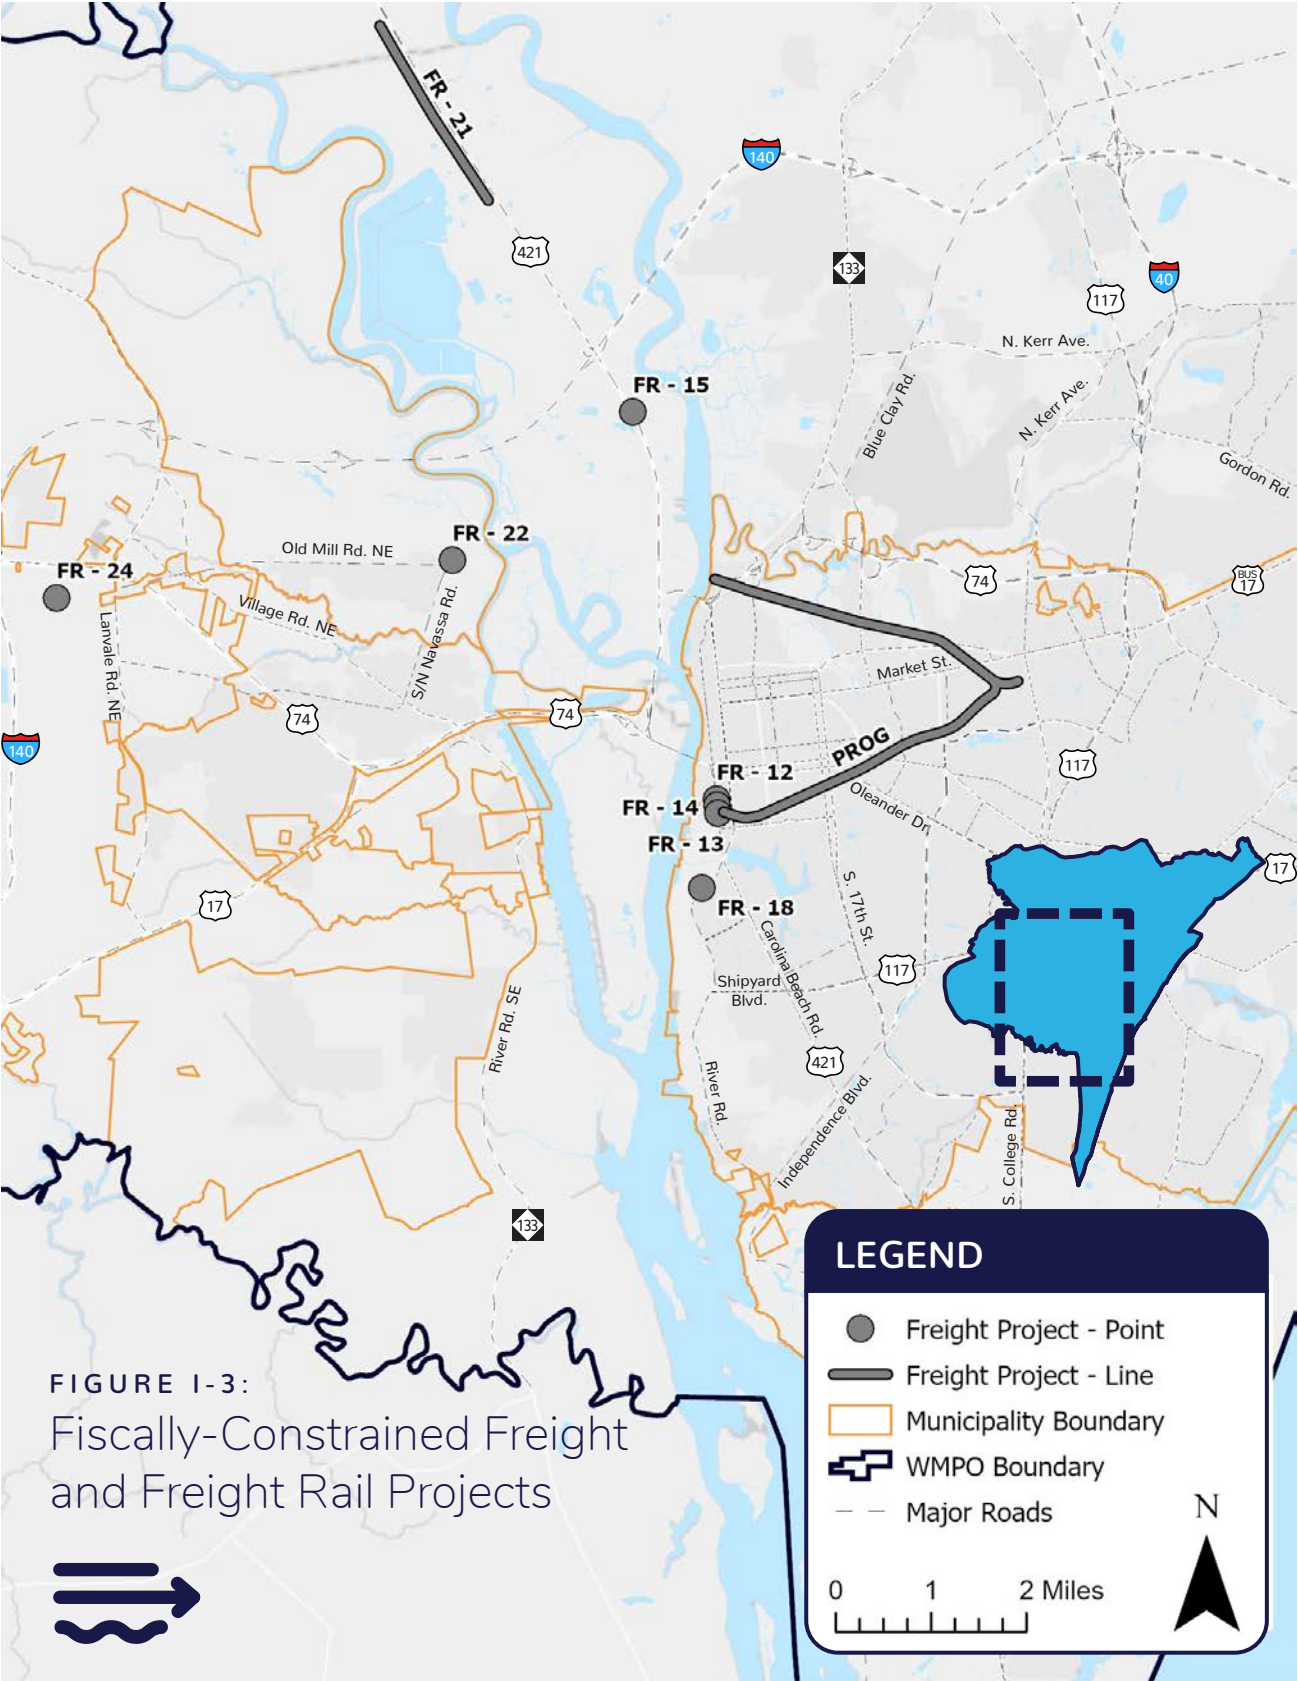 FR - 21
140
421
133
40
117
N. Kerr Ave.
FR - 15
Blue Clay Rd.
N. Kerr Ave.
Gordon Rd.
FR - 22
Old Mill Rd. NE
FR - 24
74
BUS
17
Village Rd. NE
S/N Navassa Rd.
Lanvale Rd. NE
Market St.
74
74
140
PROG
117
FR - 12
FR - 14
Oleander Dr.
FR - 13
17
S. 17th St.
17
FR - 18
Carolina Beach Rd.
117
Shipyard
Blvd.
River Rd. SE
421
River Rd.
Independence Blvd.
S. College Rd.
133
LEGEND
Freight Project - Point
Freight Project - Line
Municipality Boundary
WMPO Boundary
Major Roads
N
0 1 2 Miles
FIGURE I-3:
Fiscally-Constrained Freight
and Freight Rail Projects